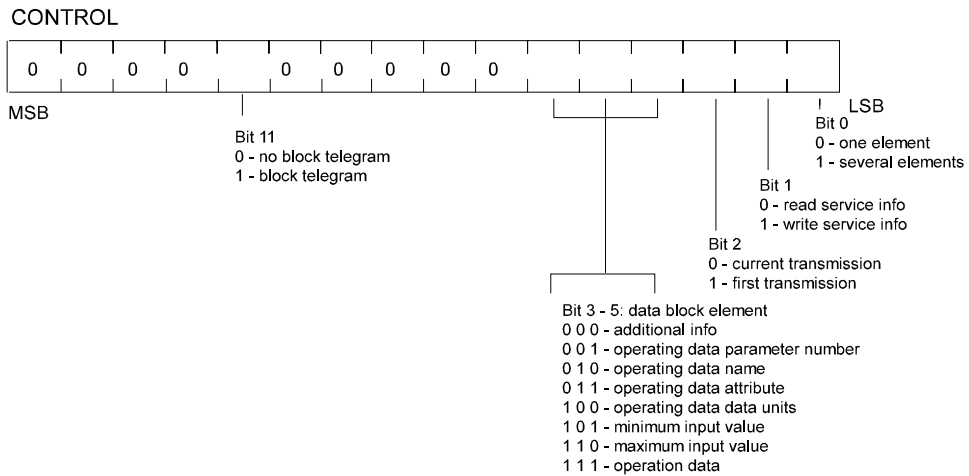 CONTROL
0 0 0 0 0 0 0 0 0
MSB
LSB
Bit 11
0 - no block telegram
1 - block telegram
Bit 0
0 - one element
1 - several elements
Bit 1
0 - read service info
1 - write service info
Bit 2
0 - current transmission
1 - first transmission
Bit 3 - 5: data block element
0 0 0 - additional info
0 0 1 - operating data parameter number
0 1 0 - operating data name
0 1 1 - operating data attribute
1 0 0 - operating data data units
1 0 1 - minimum input value
1 1 0 - maximum input value
1 1 1 - operation data